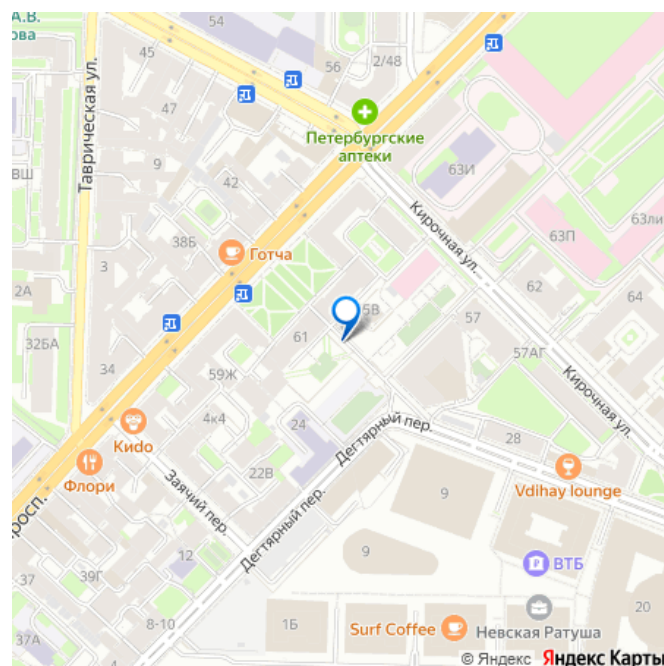 А.В.
ова
54
45
56
2/48
Таврическая ул.
47
Петербургские
аптеки
9
ВШ
42
63И
Кирочная ул.
63ли
38Б
Готча
63П
3
2А
62
5В
57
64
32БА
61
34
57АГ
59Ж
Кирочная ул.
4к4
Кидо
24
Дегтярный пер.
28
Флори
22В
Vdihay lounge
Заячий пер.
Дегтярный пер.
9
росп.
12
9
ВТБ
37
39Г
20
8-10
1Б
Surf Coffee
Невская Ратуша
37А
© Яндекс Яндекс Карты